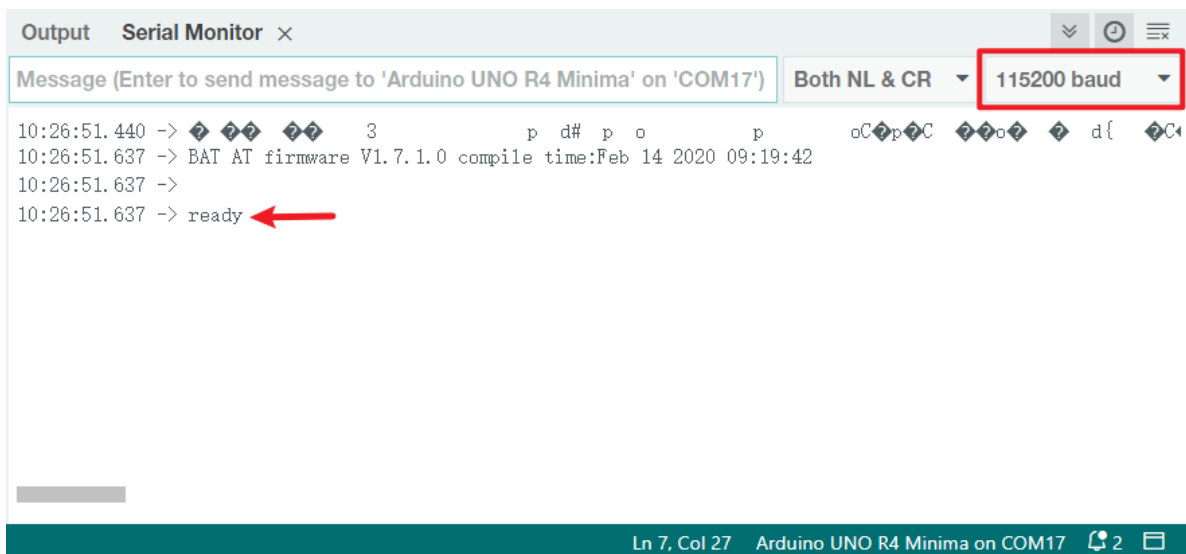 Output Serial Monitor ×
Message (Enter to send message to 'Arduino UNO R4 Minima' on 'COM17') Both NL & CR 115200 baud
10:26:51.440 -> � �� �� 3 p d# p o p oC�p�C ��o� � d{ �C
10:26:51.637 -> BAT AT firmware V1.7.1.0 compile time:Feb 14 2020 09:19:42
10:26:51.637 ->
10:26:51.637 -> ready
Ln 7, Col 27 Arduino UNO R4 Minima on COM17 2